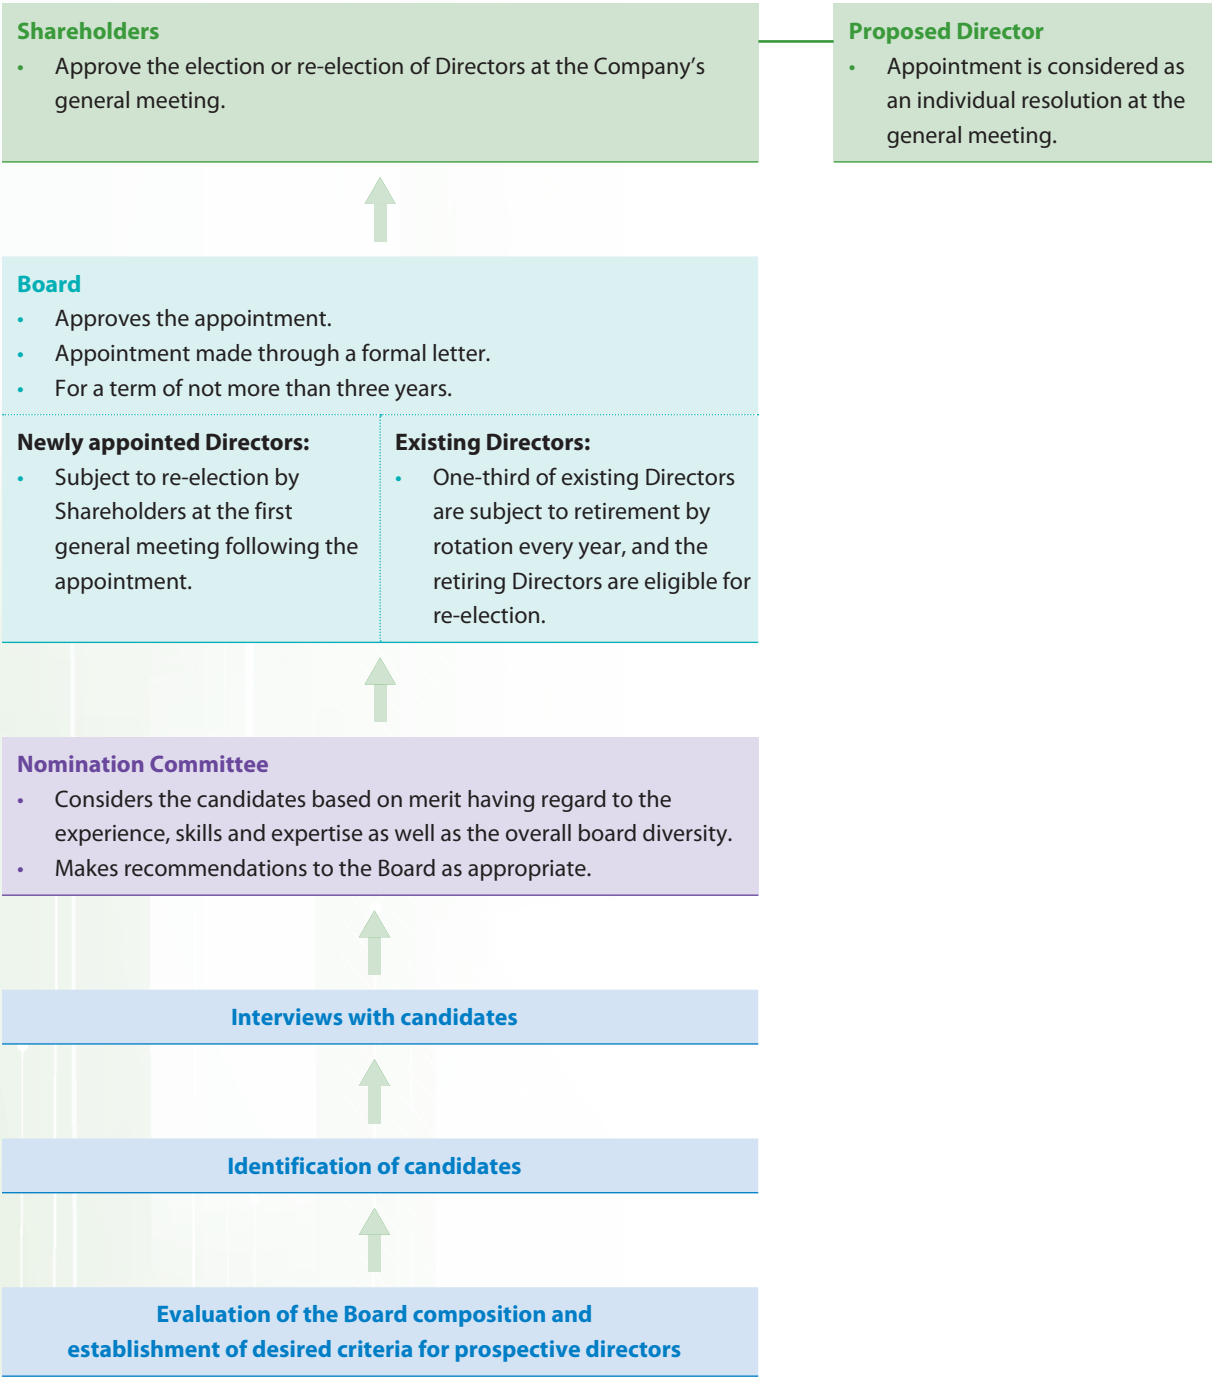 Shareholders
• Approve the election or re-election of Directors at the Company’s
general meeting.
Proposed Director
• Appointment is considered as
an individual resolution at the
general meeting.
Board
• Approves the appointment.
• Appointment made through a formal letter.
• For a term of not more than three years.
Newly appointed Directors:
• Subject to re-election by
Shareholders at the first
general meeting following the
appointment.
Existing Directors:
• One-third of existing Directors
are subject to retirement by
rotation every year, and the
retiring Directors are eligible for
re-election.
Nomination Committee
• Considers the candidates based on merit having regard to the
experience, skills and expertise as well as the overall board diversity.
• Makes recommendations to the Board as appropriate.
Interviews with candidates
Identification of candidates
Evaluation of the Board composition and
establishment of desired criteria for prospective directors